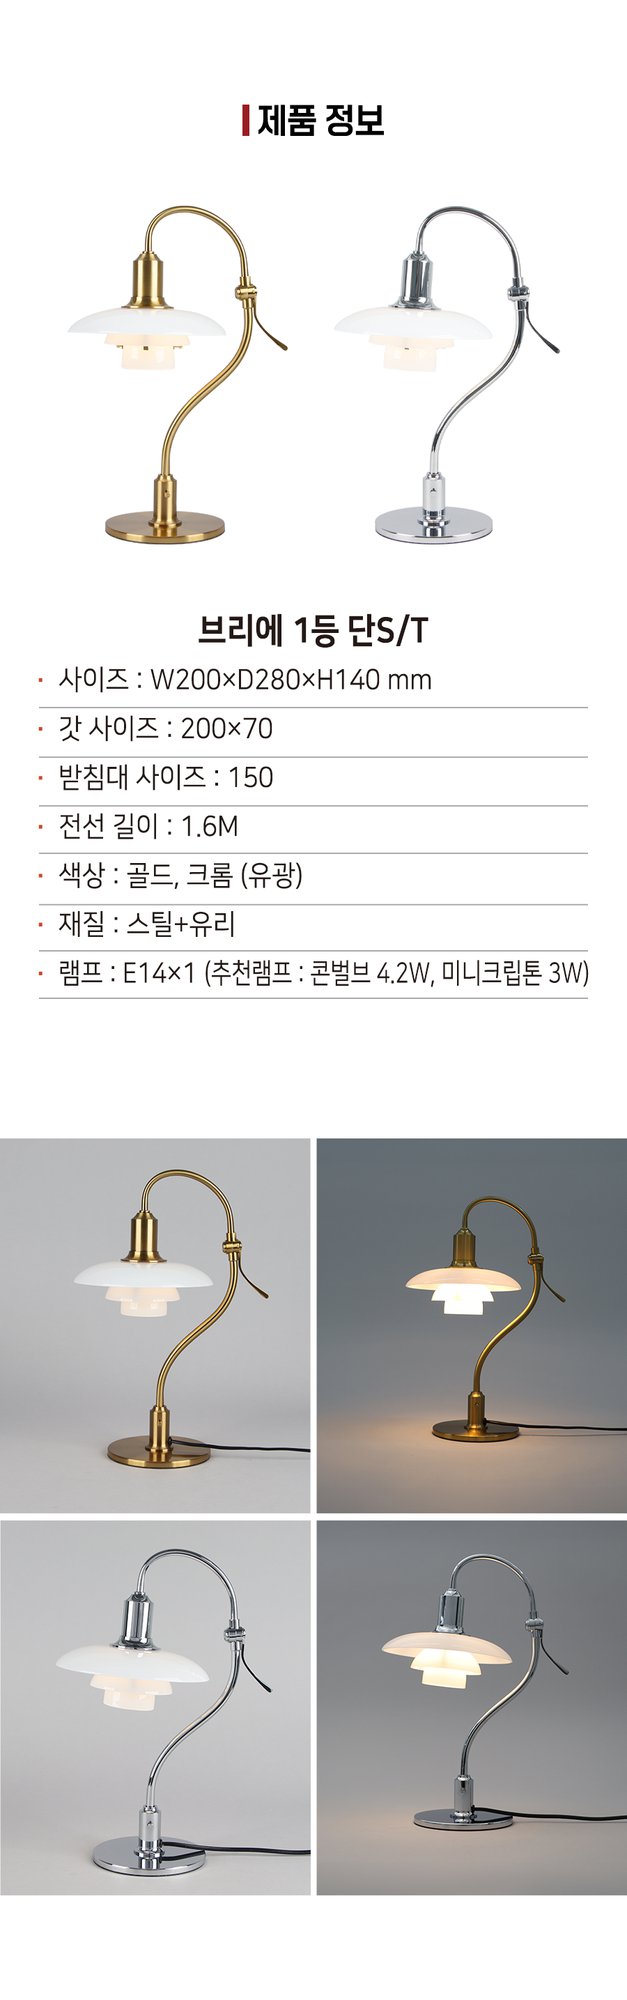 제품 정보
브리에 1등 단S/T
· 사이즈 : W200×D280×H140 mm
· 갓 사이즈 : 200×70
· 받침대 사이즈 : 150
· 전선 길이 : 1.6M
· 색상 : 골드, 크롬 (유광)
· 재질 : 스틸+유리
· 램프 : E14×1 (추천램프 : 콘벌브 4.2W, 미니크립톤 3W)